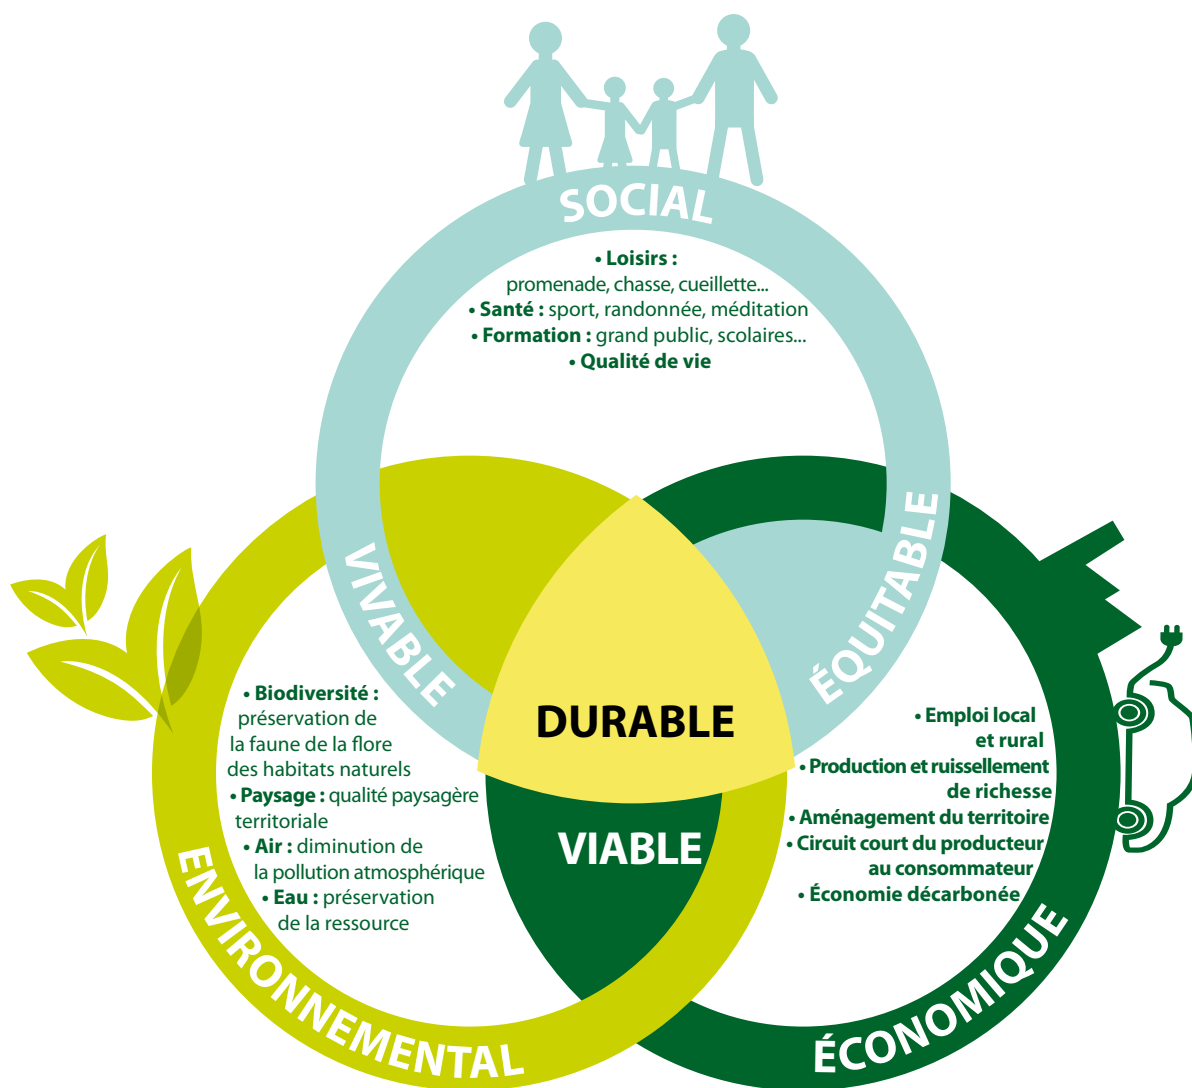 SOCIAL
• Loisirs :
promenade, chasse, cueillette...
• Santé : sport, randonnée, méditation
• Formation : grand public, scolaires...
• Qualité de vie
VIVABLE
ÉQUITABLE
DURABLE
VIABLE
• Biodiversité :
préservation de
la faune de la flore
des habitats naturels
• Paysage : qualité paysagère
territoriale
• Air : diminution de
la pollution atmosphérique
• Eau : préservation
de la ressource
ENVIRONNEMENTAL
• Emploi local
et rural
• Production et ruissellement
de richesse
• Aménagement du territoire
• Circuit court du producteur
au consommateur
• Économie décarbonée
ÉCONOMIQUE